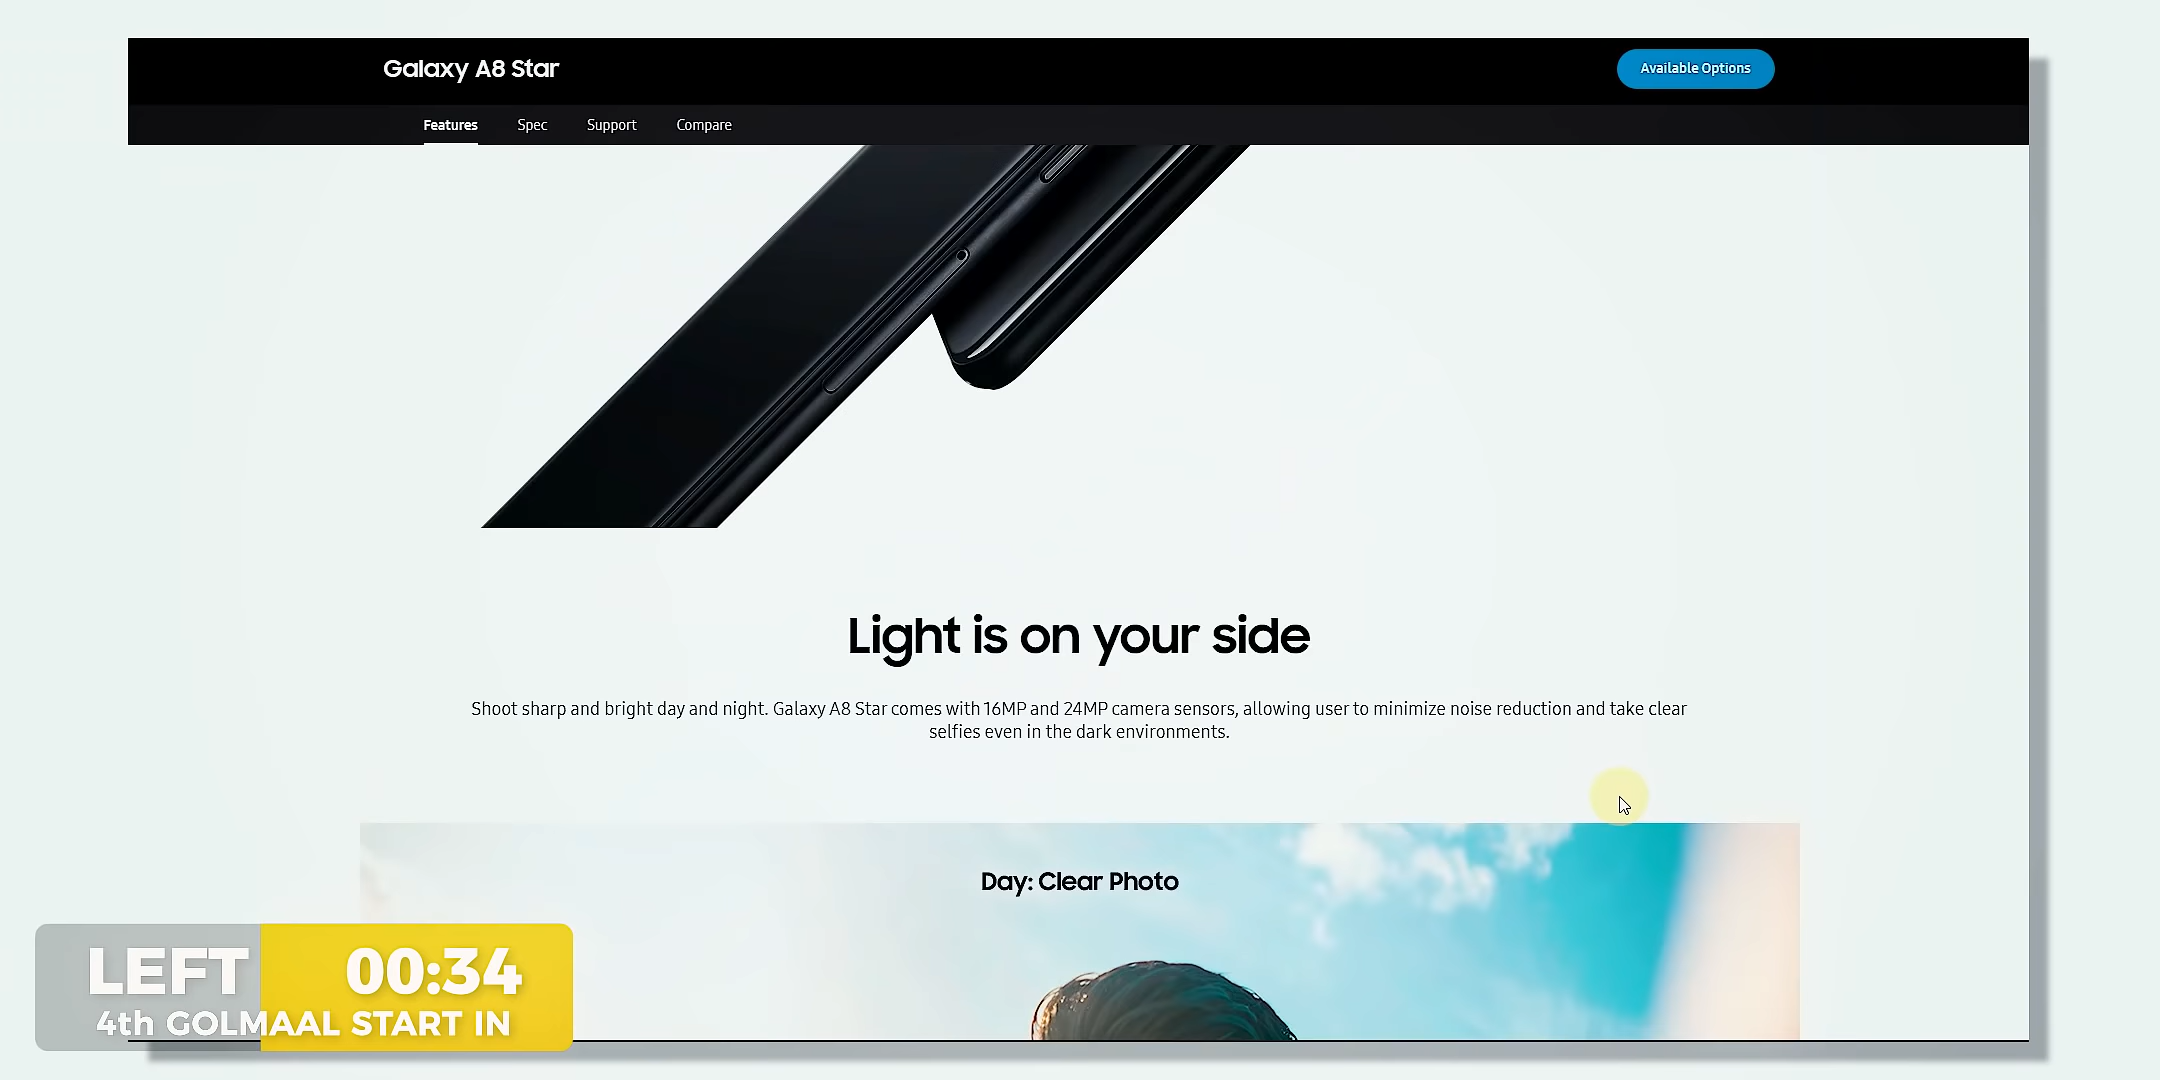 Galaxy A8 Star
Available Options
Features Spec Support Compare
Light is on your side
Shoot sharp and bright day and night. Galaxy A8 Star comes with 16MP and 24MP camera sensors, allowing user to minimize noise reduction and take clear
selfies even in the dark environments.
Day: Clear Photo
LEFT 00:34
4th GOLMAAL START IN